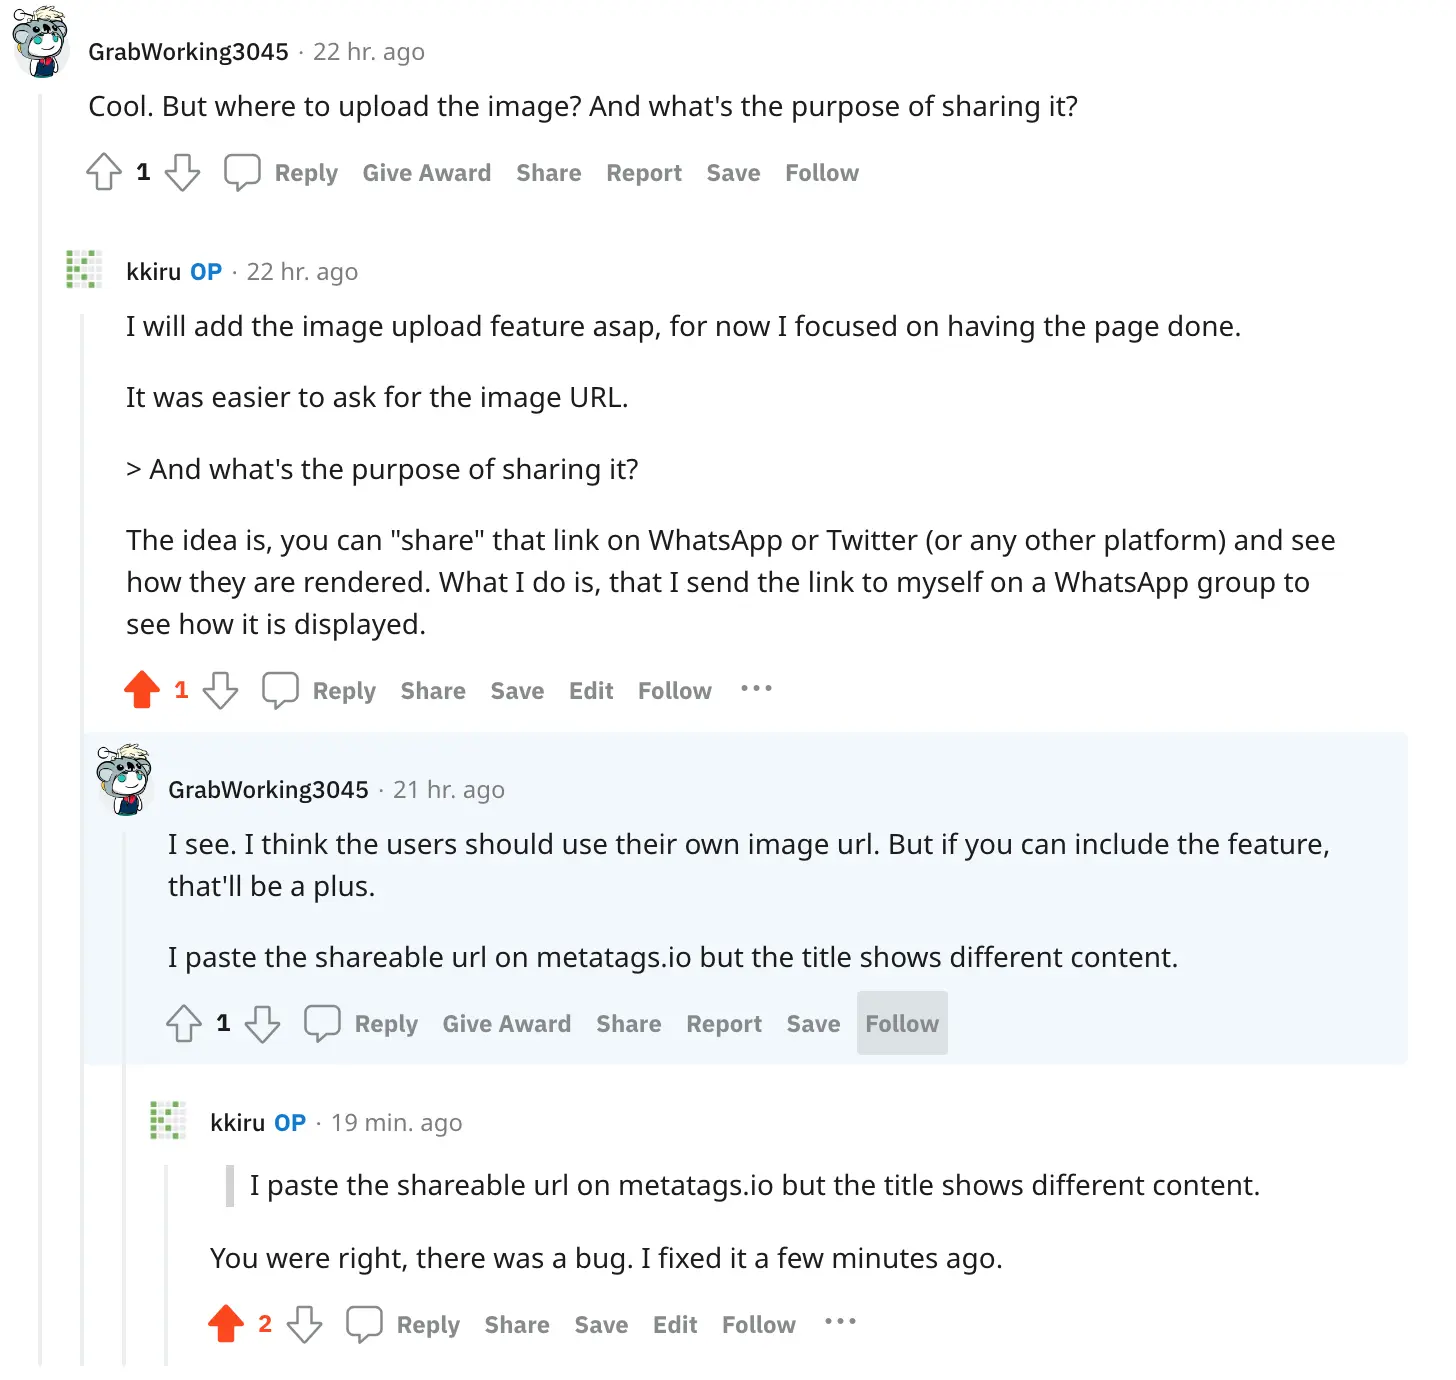 GrabWorking3045 · 22 hr. ago
Cool. But where to upload the image? And what's the purpose of sharing it?
1 Reply Give Award Share Report Save Follow
kkiru OP · 22 hr. ago
I will add the image upload feature asap, for now I focused on having the page done.
It was easier to ask for the image URL.
> And what's the purpose of sharing it?
The idea is, you can "share" that link on WhatsApp or Twitter (or any other platform) and see
how they are rendered. What I do is, that I send the link to myself on a WhatsApp group to
see how it is displayed.
1 Reply Share Save Edit Follow ···
GrabWorking3045 · 21 hr. ago
I see. I think the users should use their own image url. But if you can include the feature,
that'll be a plus.
I paste the shareable url on metatags.io but the title shows different content.
1 Reply Give Award Share Report Save Follow
kkiru OP · 19 min. ago
I paste the shareable url on metatags.io but the title shows different content.
You were right, there was a bug. I fixed it a few minutes ago.
2 Reply Share Save Edit Follow ···